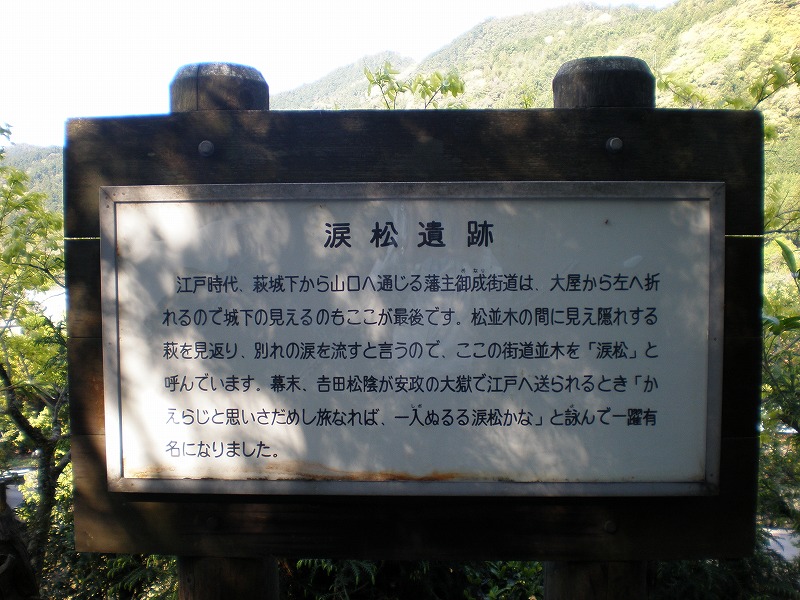 涙松遺跡
江戸時代、萩城下から山口へ通じる藩主御成街道は、大屋から左へ折
れるので城下の見えるのもここが最後です。松並木の間に見え隠れする
萩を見返り、別れの涙を流すと言うので、ここの街道並木を「涙松」と
呼んでいます。幕末、吉田松陰が安政の大獄で江戸へ送られるとき「か
えらじと思いさだめし旅なれば、一入ぬるる涙松かな」と詠んで一躍有
名になりました。